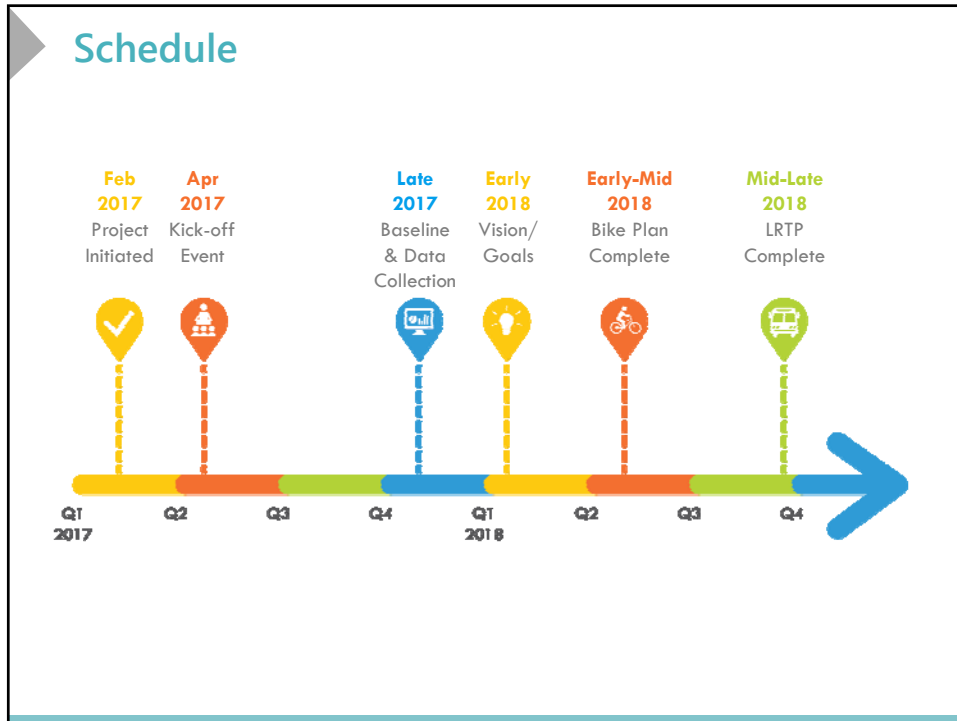 Schedule
Feb
2017
Project
Initiated
Apr
2017
Kick-off
Event
Late
2017
Baseline
& Data
Collection
Early
2018
Vision/
Goals
Early-Mid
2018
Bike Plan
Complete
Mid-Late
2018
LRTP
Complete
Q1
2017
Q2
Q3
Q4
Q1
2018
Q2
Q3
Q4